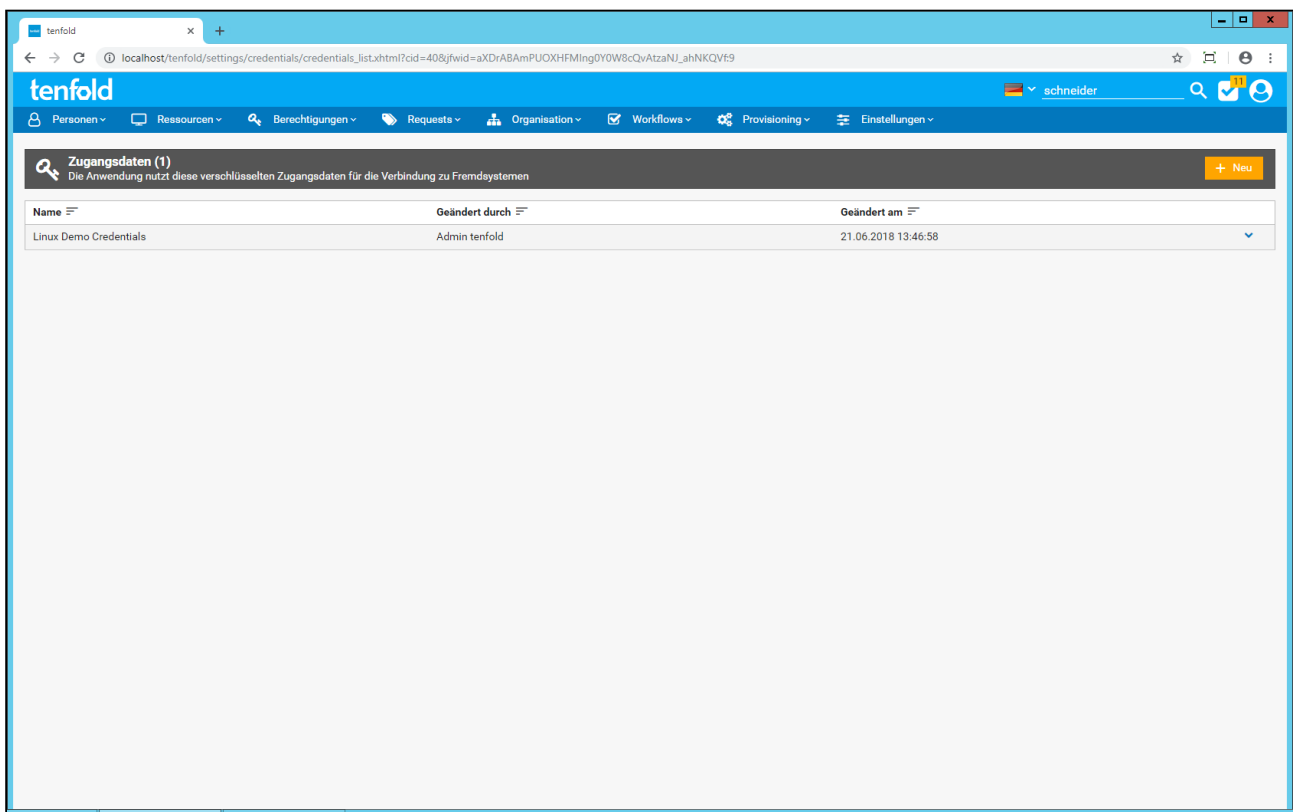 tenfold
localhost/tenfold/settings/credentials/credentials_list.xhtml?cid=40&jfwid=aXDrABAmPUOXHFMIng0Y0W8cQvAtzaNJ_ahNKQVf:9
tenfold schneider 11
Personen Ressourcen Berechtigungen Requests Organisation Workflows Provisioning Einstellungen
Zugangsdaten (1)
Die Anwendung nutzt diese verschlüsselten Zugangsdaten für die Verbindung zu Fremdsystemen
+ Neu
Name Geändert durch Geändert am
Linux Demo Credentials Admin tenfold 21.06.2018 13:46:58